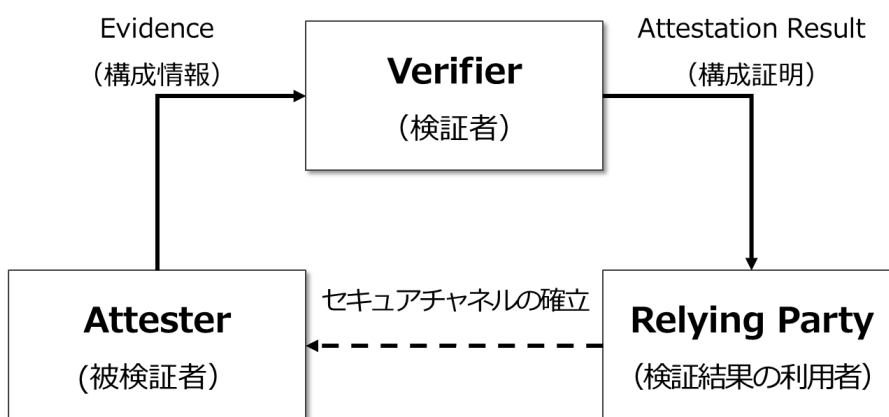 Evidence
（構成情報）
Verifier
（検証者）
Attestation Result
（構成証明）
Attester
(被検証者）
セキュアチャネルの確立
Relying Party
（検証結果の利用者）